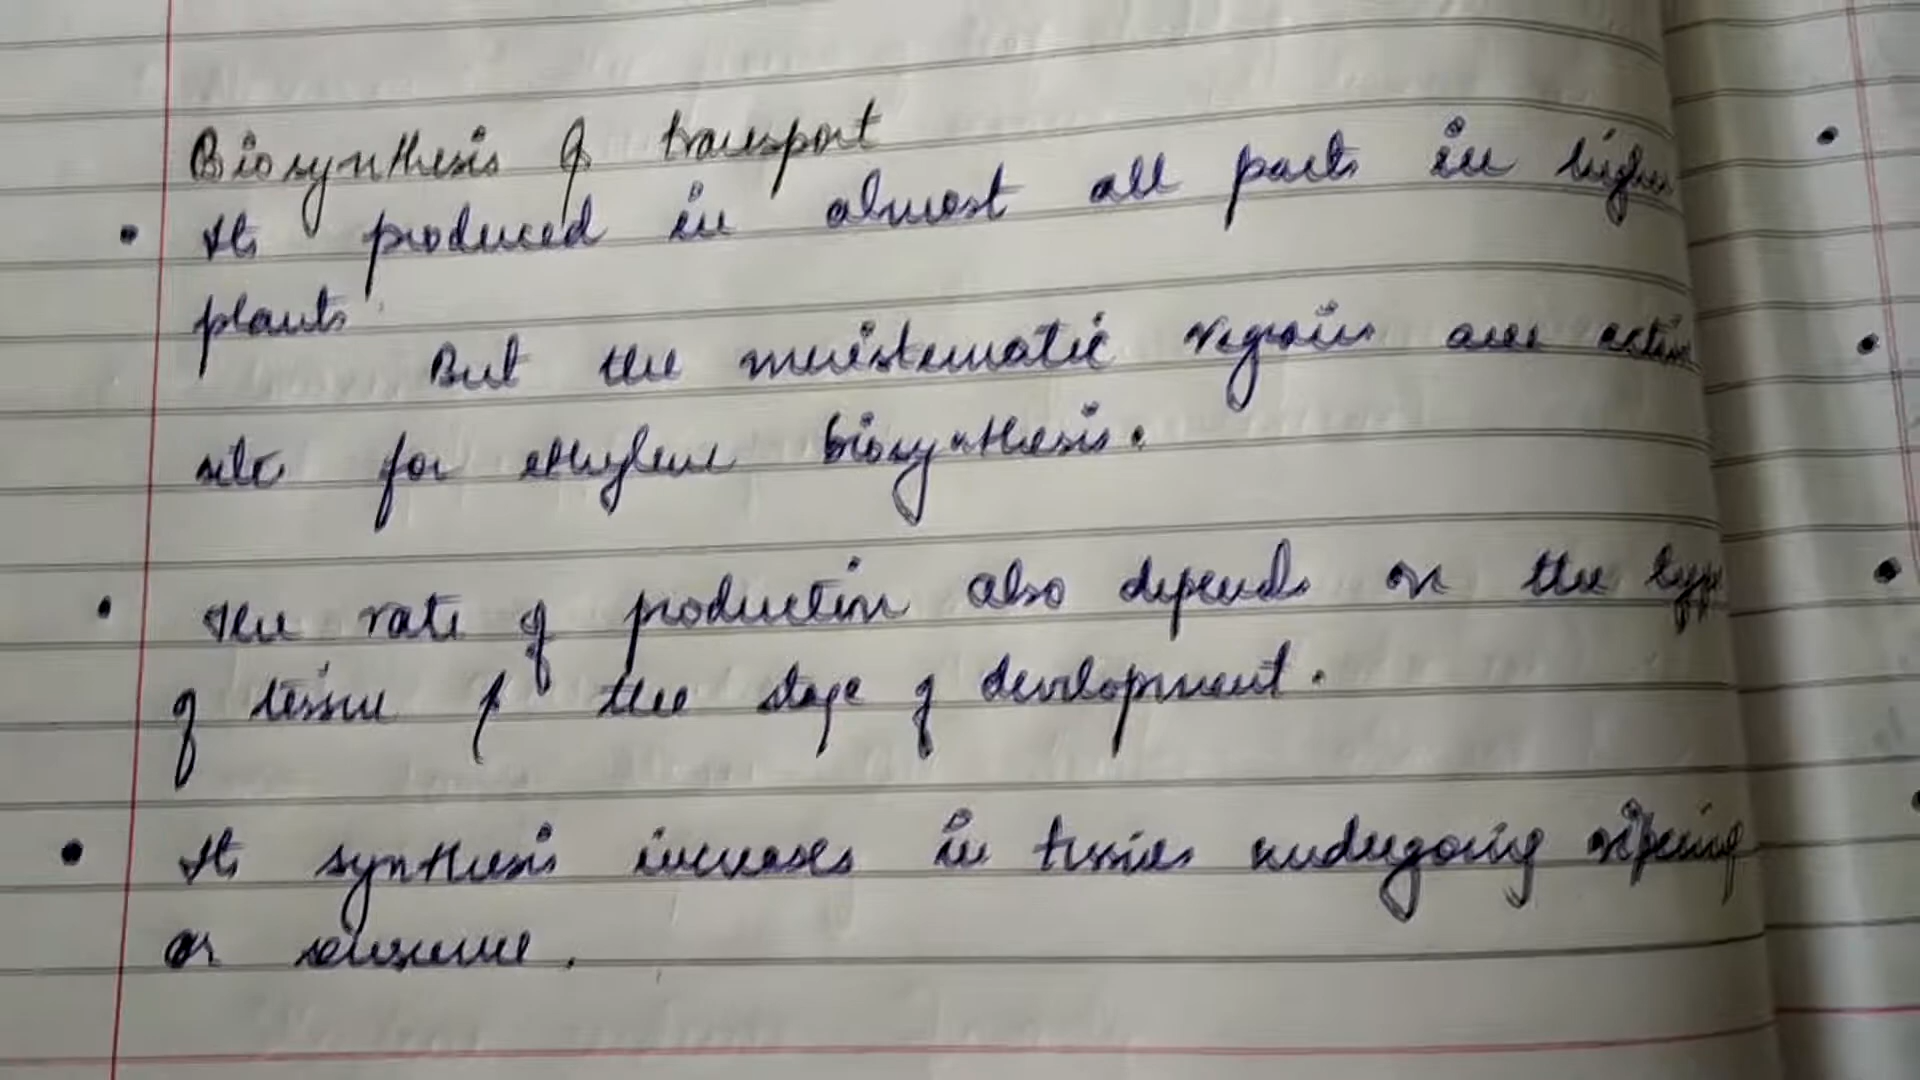 Biosynthesis & transport
• Its produced in almost all parts in higher
plants.
But the meristematic regions are active
site for ethylene biosynthesis.
• The rate of production also depends on the type
of tissue & the stage of development.
• Its synthesis increases in tissues undergoing ripening
or senescence.